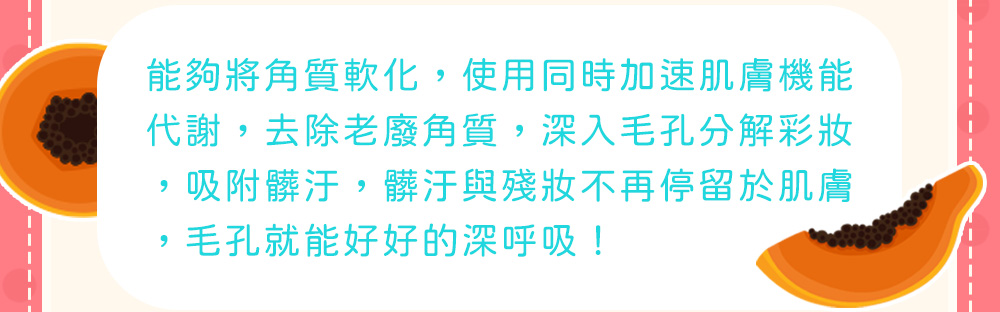 能夠將角質軟化，使用同時加速肌膚機能
代謝，去除老廢角質，深入毛孔分解彩妝
，吸附髒汙，髒汙與殘妝不再停留於肌膚
，毛孔就能好好的深呼吸！